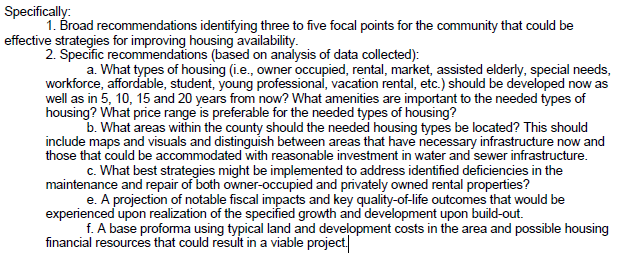 Specifically:
1. Broad recommendations identifying three to five focal points for the community that could be
effective strategies for improving housing availability.
2. Specific recommendations (based on analysis of data collected):
a. What types of housing (i.e., owner occupied, rental, market, assisted elderly, special needs,
workforce, affordable, student, young professional, vacation rental, etc.) should be developed now as
well as in 5, 10, 15 and 20 years from now? What amenities are important to the needed types of
housing? What price range is preferable for the needed types of housing?
b. What areas within the county should the needed housing types be located? This should
include maps and visuals and distinguish between areas that have necessary infrastructure now and
those that could be accommodated with reasonable investment in water and sewer infrastructure.
c. What best strategies might be implemented to address identified deficiencies in the
maintenance and repair of both owner-occupied and privately owned rental properties?
e. A projection of notable fiscal impacts and key quality-of-life outcomes that would be
experienced upon realization of the specified growth and development upon build-out.
f. A base proforma using typical land and development costs in the area and possible housing
financial resources that could result in a viable project.